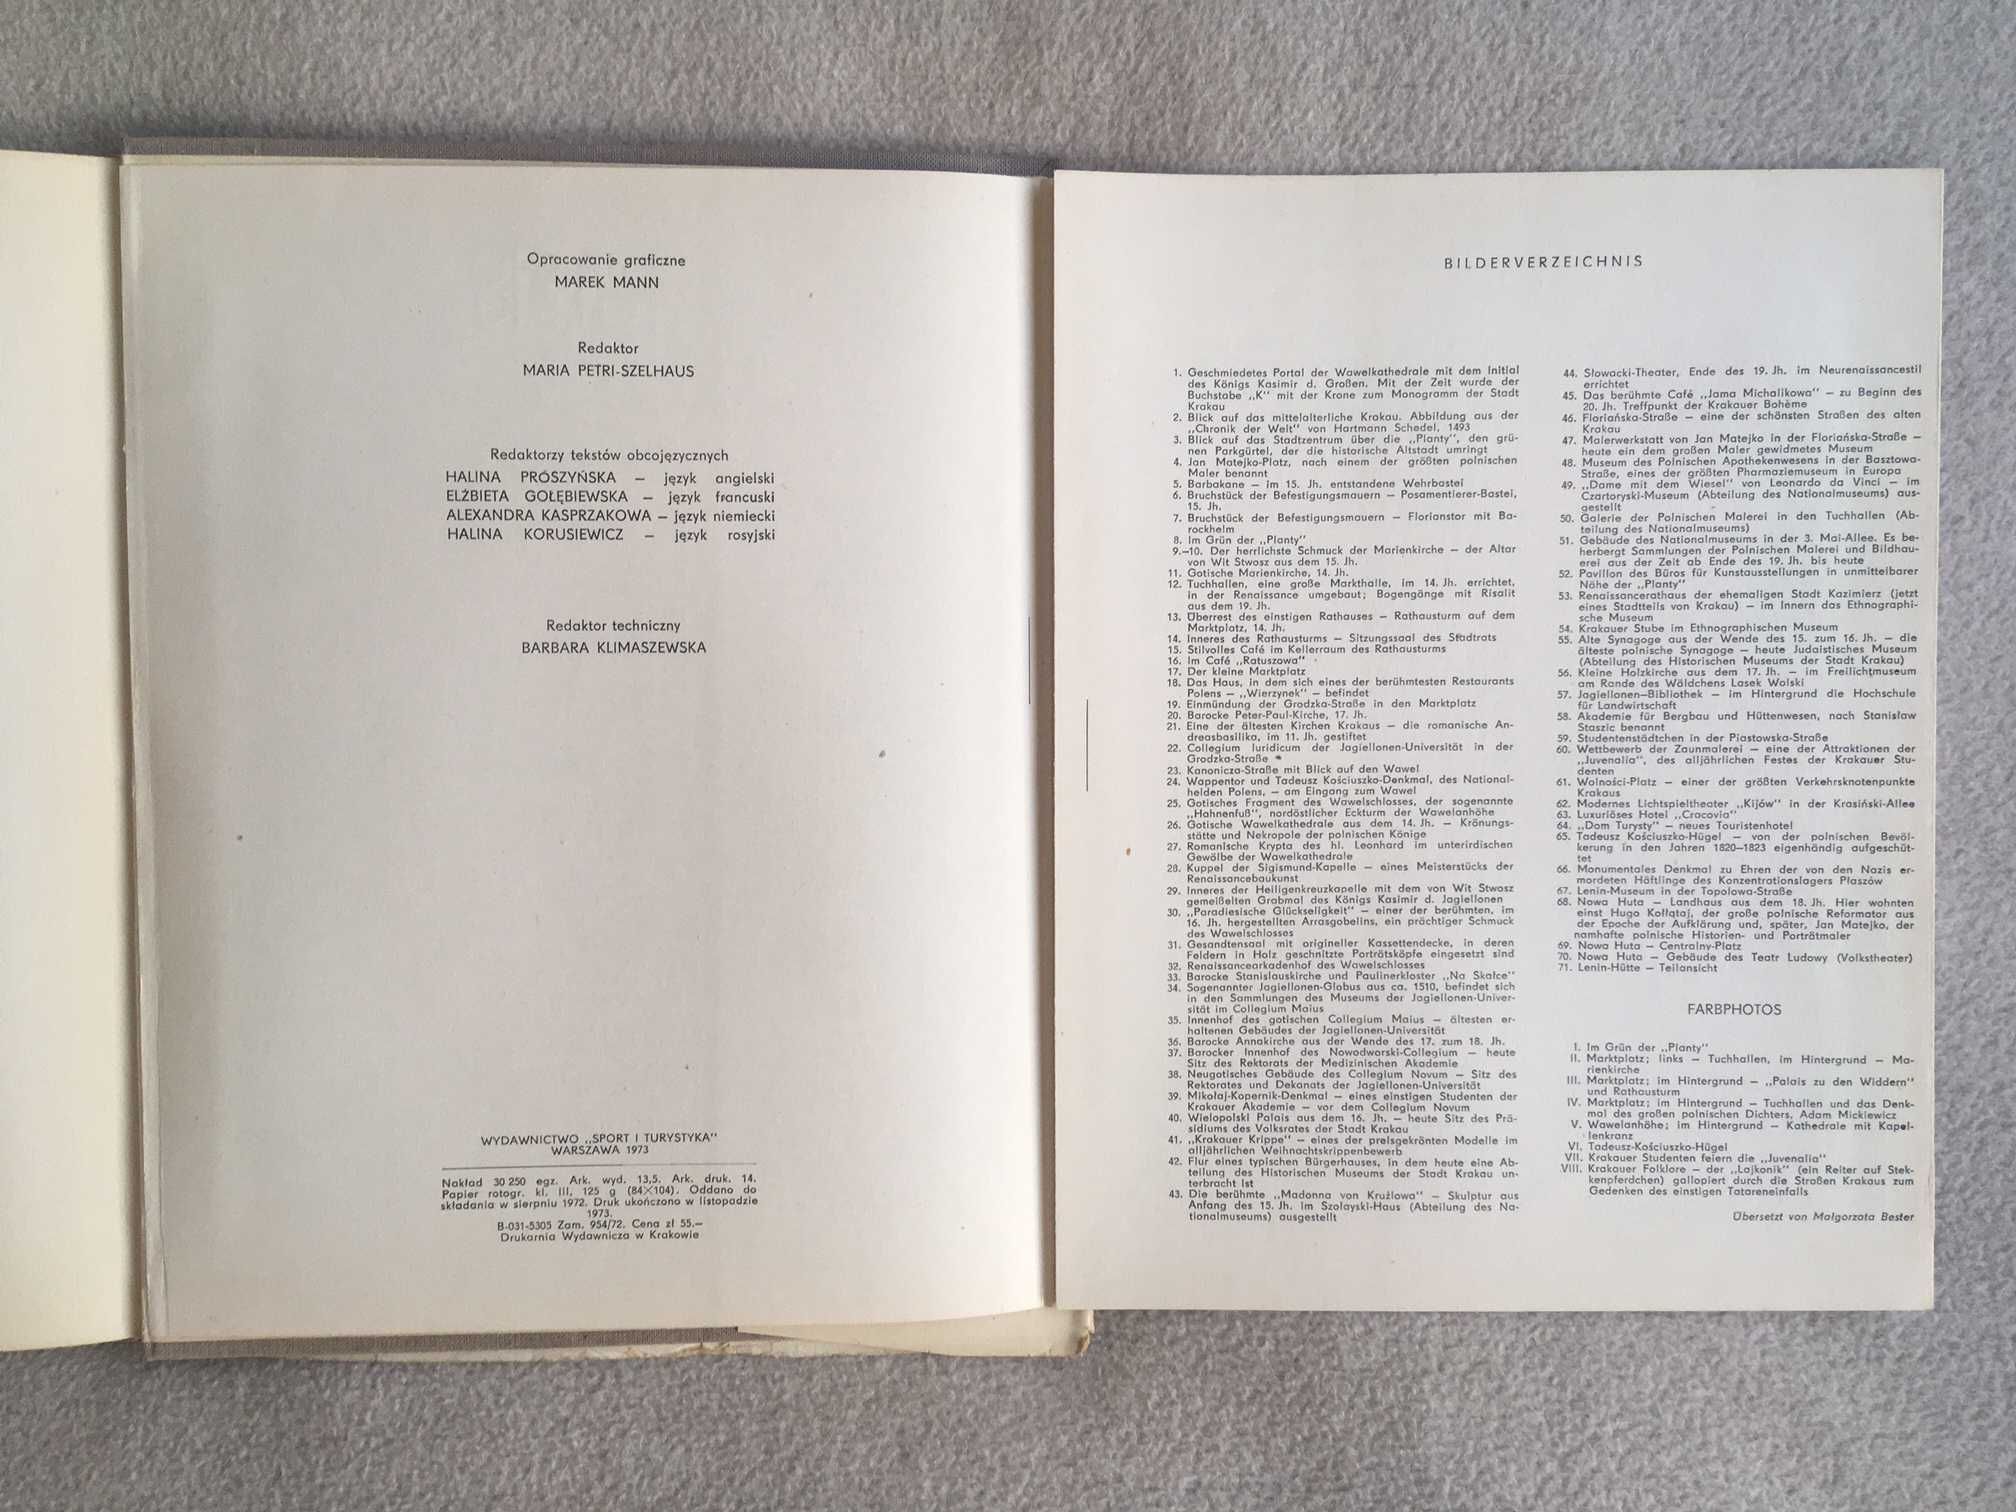 Opracowanie graficzne
MAREK MANN
Redaktor
MARIA PETRI-SZELHAUS
Redaktorzy tekstów obcojęzycznych
HALINA PRÓSZYŃSKA – język angielski
ELŻBIETA GOŁĘBIEWSKA – język francuski
ALEXANDRA KASPRZAKOWA – język niemiecki
HALINA KORUSIEWICZ – język rosyjski
Redaktor techniczny
BARBARA KLIMASZEWSKA
WYDAWNICTWO „SPORT I TURYSTYKA"
WARSZAWA 1973
Nakład 30 250 egz. Ark. wyd. 13,5. Ark. druk. 14.
Papier rotogr. kl. III, 125 g (84×104). Oddano do
składania w sierpniu 1972. Druk ukończono w listopadzie
1973.
B-031-5305 Zam. 954/72. Cena zł 55.–
Drukarnia Wydawnicza w Krakowie
BILDERVERZEICHNIS
1. Geschmiedetes Portal der Wawelkathedrale mit dem Initial
des Königs Kasimir d. Großen. Mit der Zeit wurde der
Buchstabe „K" mit der Krone zum Monogramm der Stadt
Krakau
2. Blick auf das mittelalterliche Krakau. Abbildung aus der
„Chronik der Welt" von Hartmann Schedel, 1493
3. Blick auf das Stadtzentrum über die „Planty", den grü-
nen Parkgürtel, der die historische Altstadt umringt
4. Jan Matejko-Platz, nach einem der größten polnischen
Maler benannt
5. Barbakane – im 15. Jh. entstandene Wehrbastei
6. Bruchstück der Befestigungsmauern – Posamentierer-Bastei,
15. Jh.
7. Bruchstück der Befestigungsmauern – Florianstor mit Ba-
rockhelm
8. Im Grün der „Planty"
9.–10. Der herrlichste Schmuck der Marienkirche – der Altar
von Wit Stwosz aus dem 15. Jh.
11. Gotische Marienkirche, 14. Jh.
12. Tuchhallen, eine große Markthalle, im 14. Jh. errichtet,
in der Renaissance umgebaut; Bogengänge mit Risalit
aus dem 19. Jh.
13. Überrest des einstigen Rathauses – Rathausturm auf dem
Marktplatz, 14. Jh.
14. Inneres des Rathausturms – Sitzungssaal des Stadtrats
15. Stilvolles Café im Kellerraum des Rathausturms
16. Im Café „Ratuszowa"
17. Der kleine Marktplatz
18. Das Haus, in dem sich eines der berühmtesten Restaurants
Polens – „Wierzynek" – befindet
19. Einmündung der Grodzka-Straße in den Marktplatz
20. Barocke Peter-Paul-Kirche, 17. Jh.
21. Eine der ältesten Kirchen Krakaus – die romanische An-
dreasbasilika, im 11. Jh. gestiftet
22. Collegium Iuridicum der Jagiellonen-Universität in der
Grodzka-Straße
23. Kanonicza-Straße mit Blick auf den Wawel
24. Wappentor und Tadeusz Kościuszko-Denkmal, des National-
helden Polens, – am Eingang zum Wawel
25. Gotisches Fragment des Wawelschlosses, der sogenannte
„Hahnenfuß", nordöstlicher Eckturm der Wawelanhöhe
26. Gotische Wawelkathedrale aus dem 14. Jh. – Krönungs-
stätte und Nekropole der polnischen Könige
27. Romanische Krypta des hl. Leonhard im unterirdischen
Gewölbe der Wawelkathedrale
28. Kuppel der Sigismund-Kapelle – eines Meisterstücks der
Renaissancebaukunst
29. Inneres der Heiligenkreuzkapelle mit dem von Wit Stwosz
gemeißelten Grabmal des Königs Kasimir d. Jagiellonen
30. „Paradiesische Glückseligkeit" – einer der berühmten, im
16. Jh. hergestellten Arrasgobelins, ein prächtiger Schmuck
des Wawelschlosses
31. Gesandtensaal mit origineller Kassettendecke, in deren
Feldern in Holz geschnitzte Porträtsköpfe eingesetzt sind
32. Renaissancearkadenhof des Wawelschlosses
33. Barocke Stanislauskirche und Paulinerkloster „Na Skałce"
34. Sogenannter Jagiellonen-Globus aus ca. 1510, befindet sich
in den Sammlungen des Museums der Jagiellonen-Univer-
sität im Collegium Maius
35. Innenhof des gotischen Collegium Maius – ältesten er-
haltenen Gebäudes der Jagiellonen-Universität
36. Barocke Annakirche aus der Wende des 17. zum 18. Jh.
37. Barocker Innenhof des Nowodworski-Collegium – heute
Sitz des Rektorats der Medizinischen Akademie
38. Neugotisches Gebäude des Collegium Novum – Sitz des
Rektorates und Dekanats der Jagiellonen-Universität
39. Mikołaj-Kopernik-Denkmal – eines einstigen Studenten der
Krakauer Akademie – vor dem Collegium Novum
40. Wielopolski Palais aus dem 16. Jh. – heute Sitz des Prä-
sidiums des Volksrates der Stadt Krakau
41. „Krakauer Krippe" – eines der preisgekrönten Modelle im
alljährlichen Weihnachtskrippenbewerb
42. Flur eines typischen Bürgerhauses, in dem heute eine Ab-
teilung des Historischen Museums der Stadt Krakau un-
terbracht ist
43. Die berühmte „Madonna von Krużlowa" – Skulptur aus
Anfang des 15. Jh. im Szolayski-Haus (Abteilung des Na-
tionalmuseums) ausgestellt
44. Słowacki-Theater, Ende des 19. Jh. im Neurenaissancestil
errichtet
45. Das berühmte Café „Jama Michalikowa" – zu Beginn des
20. Jh. Treffpunkt der Krakauer Bohème
46. Floriańska-Straße – eine der schönsten Straßen des alten
Krakau
47. Malerwerkstatt von Jan Matejko in der Floriańska-Straße –
heute ein dem großen Maler gewidmetes Museum
48. Museum des Polnischen Apothekenwesens in der Basztowa-
Straße, eines der größten Pharmaziemuseum in Europa
49. „Dame mit dem Wiesel" von Leonardo da Vinci – im
Czartoryski-Museum (Abteilung des Nationalmuseums) aus-
gestellt
50. Galerie der Polnischen Malerei in den Tuchhallen (Ab-
teilung des Nationalmuseums)
51. Gebäude des Nationalmuseums in der 3. Mai-Allee. Es be-
herbergt Sammlungen der Polnischen Malerei und Bildhau-
erei aus der Zeit ab Ende des 19. Jh. bis heute
52. Pavillon des Büros für Kunstausstellungen in unmittelbarer
Nähe der „Planty"
53. Renaissancerathaus der ehemaligen Stadt Kazimierz (jetzt
eines Stadtteils von Krakau) – im Innern das Ethnographi-
sche Museum
54. Krakauer Stube im Ethnographischen Museum
55. Alte Synagoge aus der Wende des 15. zum 16. Jh. – die
älteste polnische Synagoge – heute Judaistisches Museum
(Abteilung des Historischen Museums der Stadt Krakau)
56. Kleine Holzkirche aus dem 17. Jh. – im Freilichtmuseum
am Rande des Wäldchens Lasek Wolski
57. Jagiellonen–Bibliothek – im Hintergrund die Hochschule
für Landwirtschaft
58. Akademie für Bergbau und Hüttenwesen, nach Stanisław
Staszic benannt
59. Studentenstädtchen in der Piastowska-Straße
60. Wettbewerb der Zaunmalerei – eine der Attraktionen der
„Juvenalia", des alljährlichen Festes der Krakauer Stu-
denten
61. Wolności-Platz – einer der größten Verkehrsknotenpunkte
Krakaus
62. Modernes Lichtspieltheater „Kijów" in der Krasiński-Allee
63. Luxuriöses Hotel „Cracovia"
64. „Dom Turysty" – neues Touristenhotel
65. Tadeusz Kościuszko-Hügel – von der polnischen Bevöl-
kerung in den Jahren 1820–1823 eigenhändig aufgeschüt-
tet
66. Monumentales Denkmal zu Ehren der von den Nazis er-
mordeten Häftlinge des Konzentrationslagers Płaszów
67. Lenin-Museum in der Topolowa-Straße
68. Nowa Huta – Landhaus aus dem 18. Jh. Hier wohnten
einst Hugo Kołłątaj, der große polnische Reformator aus
der Epoche der Aufklärung und, später, Jan Matejko, der
namhafte polnische Historien- und Porträtmaler
69. Nowa Huta – Centralny-Platz
70. Nowa Huta – Gebäude des Teatr Ludowy (Volkstheater)
71. Lenin-Hütte – Teilansicht
FARBPHOTOS
I. Im Grün der „Planty"
II. Marktplatz; links – Tuchhallen, im Hintergrund – Ma-
rienkirche
III. Marktplatz; im Hintergrund – „Palais zu den Widdern"
und Rathausturm
IV. Marktplatz; im Hintergrund – Tuchhallen und das Denk-
mal des großen polnischen Dichters, Adam Mickiewicz
V. Wawelanhöhe; im Hintergrund – Kathedrale mit Kapel-
lenkranz
VI. Tadeusz-Kościuszko-Hügel
VII. Krakauer Studenten feiern die „Juvenalia"
VIII. Krakauer Folklore – der „Lajkonik" (ein Reiter auf Stek-
kenpferdchen) gallopiert durch die Straßen Krakaus zum
Gedenken des einstigen Tatareneinfalls
Übersetzt von Małgorzata Bester